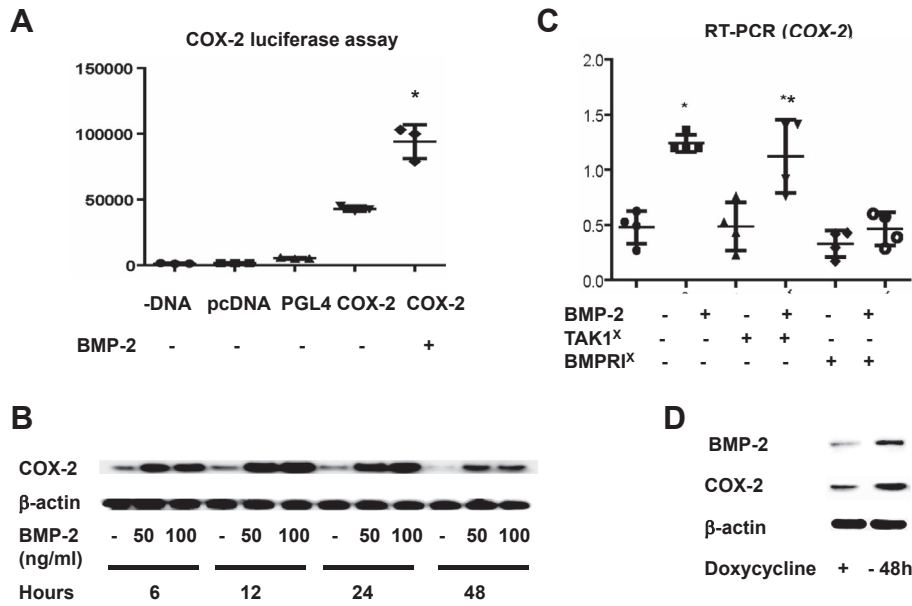 A
COX-2 luciferase assay
150000
100000
50000
0
*
-DNA pcDNA PGL4 COX-2 COX-2
BMP-2 - - - - +
C
RT-PCR (COX-2)
2.0
1.5
1.0
0.5
0.0
* **
BMP-2 - + - + - +
TAK1X - - + + - -
BMPRIX - - - - + +
B
COX-2
β-actin
BMP-2 - 50 100 - 50 100 - 50 100 - 50 100
(ng/ml)
Hours 6 12 24 48
D
BMP-2
COX-2
β-actin
Doxycycline + - 48h